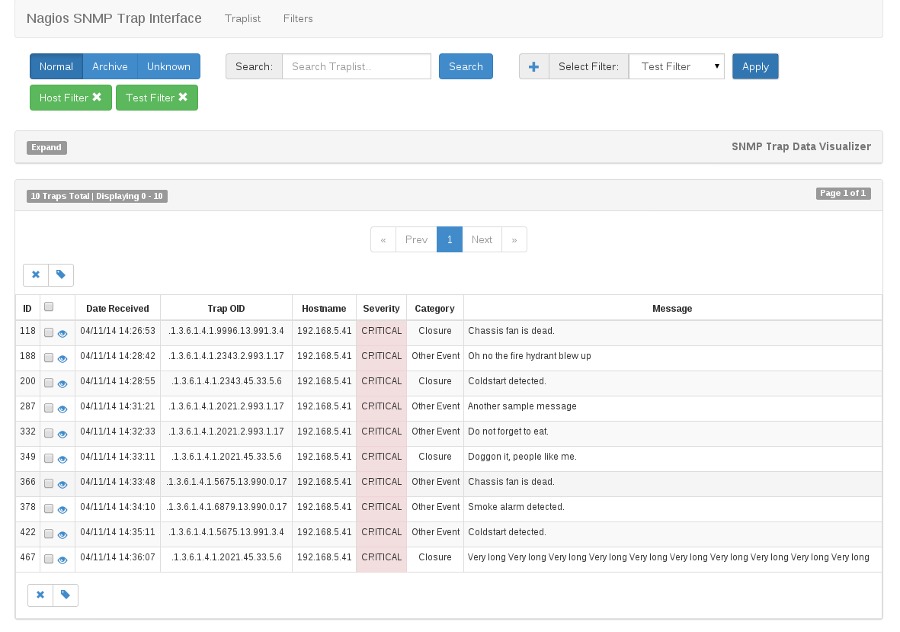 Nagios SNMP Trap Interface Traplist Filters
Normal Archive Unknown Search: Search Traplist.. Search Select Filter: Test Filter Apply
Host Filter Test Filter
Expand SNMP Trap Data Visualizer
10 Traps Total | Displaying 0 - 10 Page 1 of 1
« Prev 1 Next »
ID Date Received Trap OID Hostname Severity Category Message
118 04/11/14 14:26:53 .1.3.6.1.4.1.9996.13.991.3.4 192.168.5.41 CRITICAL Closure Chassis fan is dead.
188 04/11/14 14:28:42 .1.3.6.1.4.1.2343.2.993.1.17 192.168.5.41 CRITICAL Other Event Oh no the fire hydrant blew up
200 04/11/14 14:28:55 .1.3.6.1.4.1.2343.45.33.5.6 192.168.5.41 CRITICAL Closure Coldstart detected.
287 04/11/14 14:31:21 .1.3.6.1.4.1.2021.2.993.1.17 192.168.5.41 CRITICAL Other Event Another sample message
332 04/11/14 14:32:33 .1.3.6.1.4.1.2021.2.993.1.17 192.168.5.41 CRITICAL Other Event Do not forget to eat.
349 04/11/14 14:33:11 .1.3.6.1.4.1.2021.45.33.5.6 192.168.5.41 CRITICAL Closure Doggon it, people like me.
366 04/11/14 14:33:48 .1.3.6.1.4.1.5675.13.990.0.17 192.168.5.41 CRITICAL Other Event Chassis fan is dead.
378 04/11/14 14:34:10 .1.3.6.1.4.1.6879.13.990.0.17 192.168.5.41 CRITICAL Other Event Smoke alarm detected.
422 04/11/14 14:35:11 .1.3.6.1.4.1.5675.13.991.3.4 192.168.5.41 CRITICAL Other Event Coldstart detected.
467 04/11/14 14:36:07 .1.3.6.1.4.1.2021.45.33.5.6 192.168.5.41 CRITICAL Closure Very long Very long Very long Very long Very long Very long Very long Very long Very long Very long